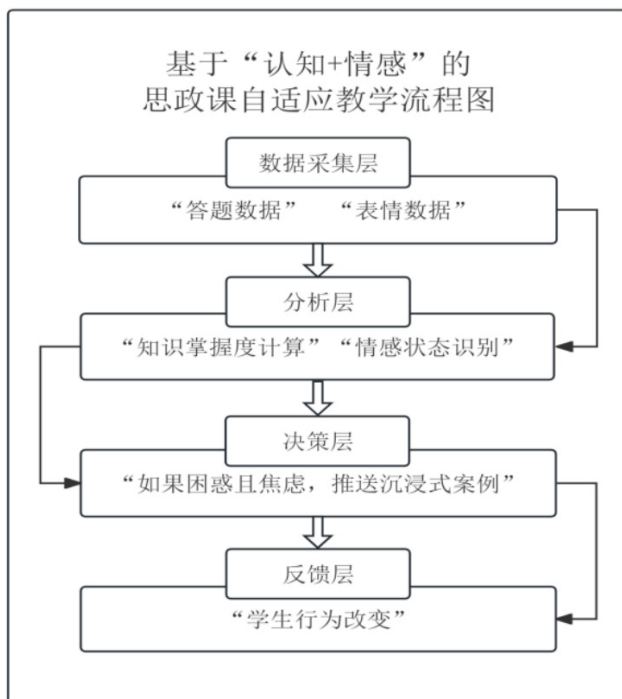 基于“认知+情感”的
思政课自适应教学流程图
数据采集层
“答题数据” “表情数据”
分析层
“知识掌握度计算”“情感状态识别”
决策层
“如果困惑且焦虑，推送沉浸式案例”
反馈层
“学生行为改变”